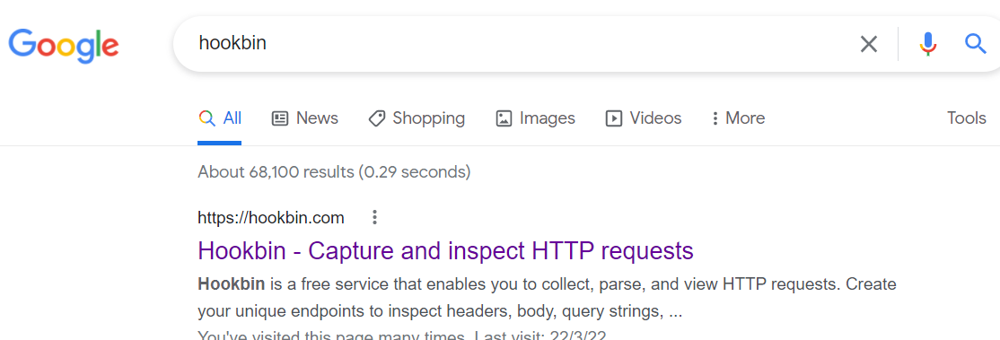 Google hookbin
All News Shopping Images Videos More Tools
About 68,100 results (0.29 seconds)
https://hookbin.com
Hookbin - Capture and inspect HTTP requests
Hookbin is a free service that enables you to collect, parse, and view HTTP requests. Create
your unique endpoints to inspect headers, body, query strings, ...
You've visited this page many times. Last visit: 22/3/22